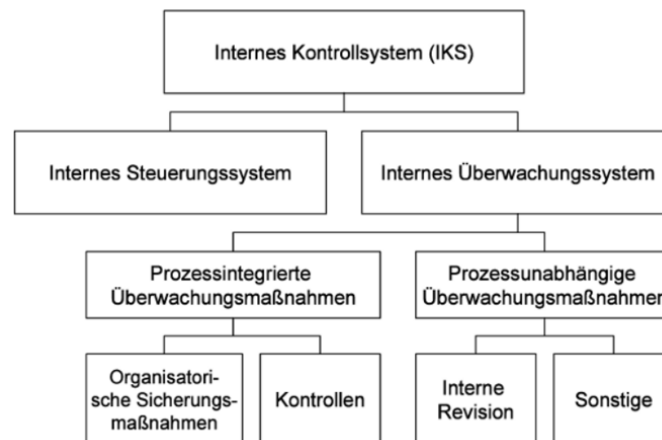 Internes Kontrollsystem (IKS)
Internes Steuerungssystem
Internes Überwachungssystem
Prozessintegrierte
Überwachungsmaßnahmen
Prozessunabhängige
Überwachungsmaßnahmen
Organisatori-
sche Sicherungs-
maßnahmen
Kontrollen
Interne
Revision
Sonstige